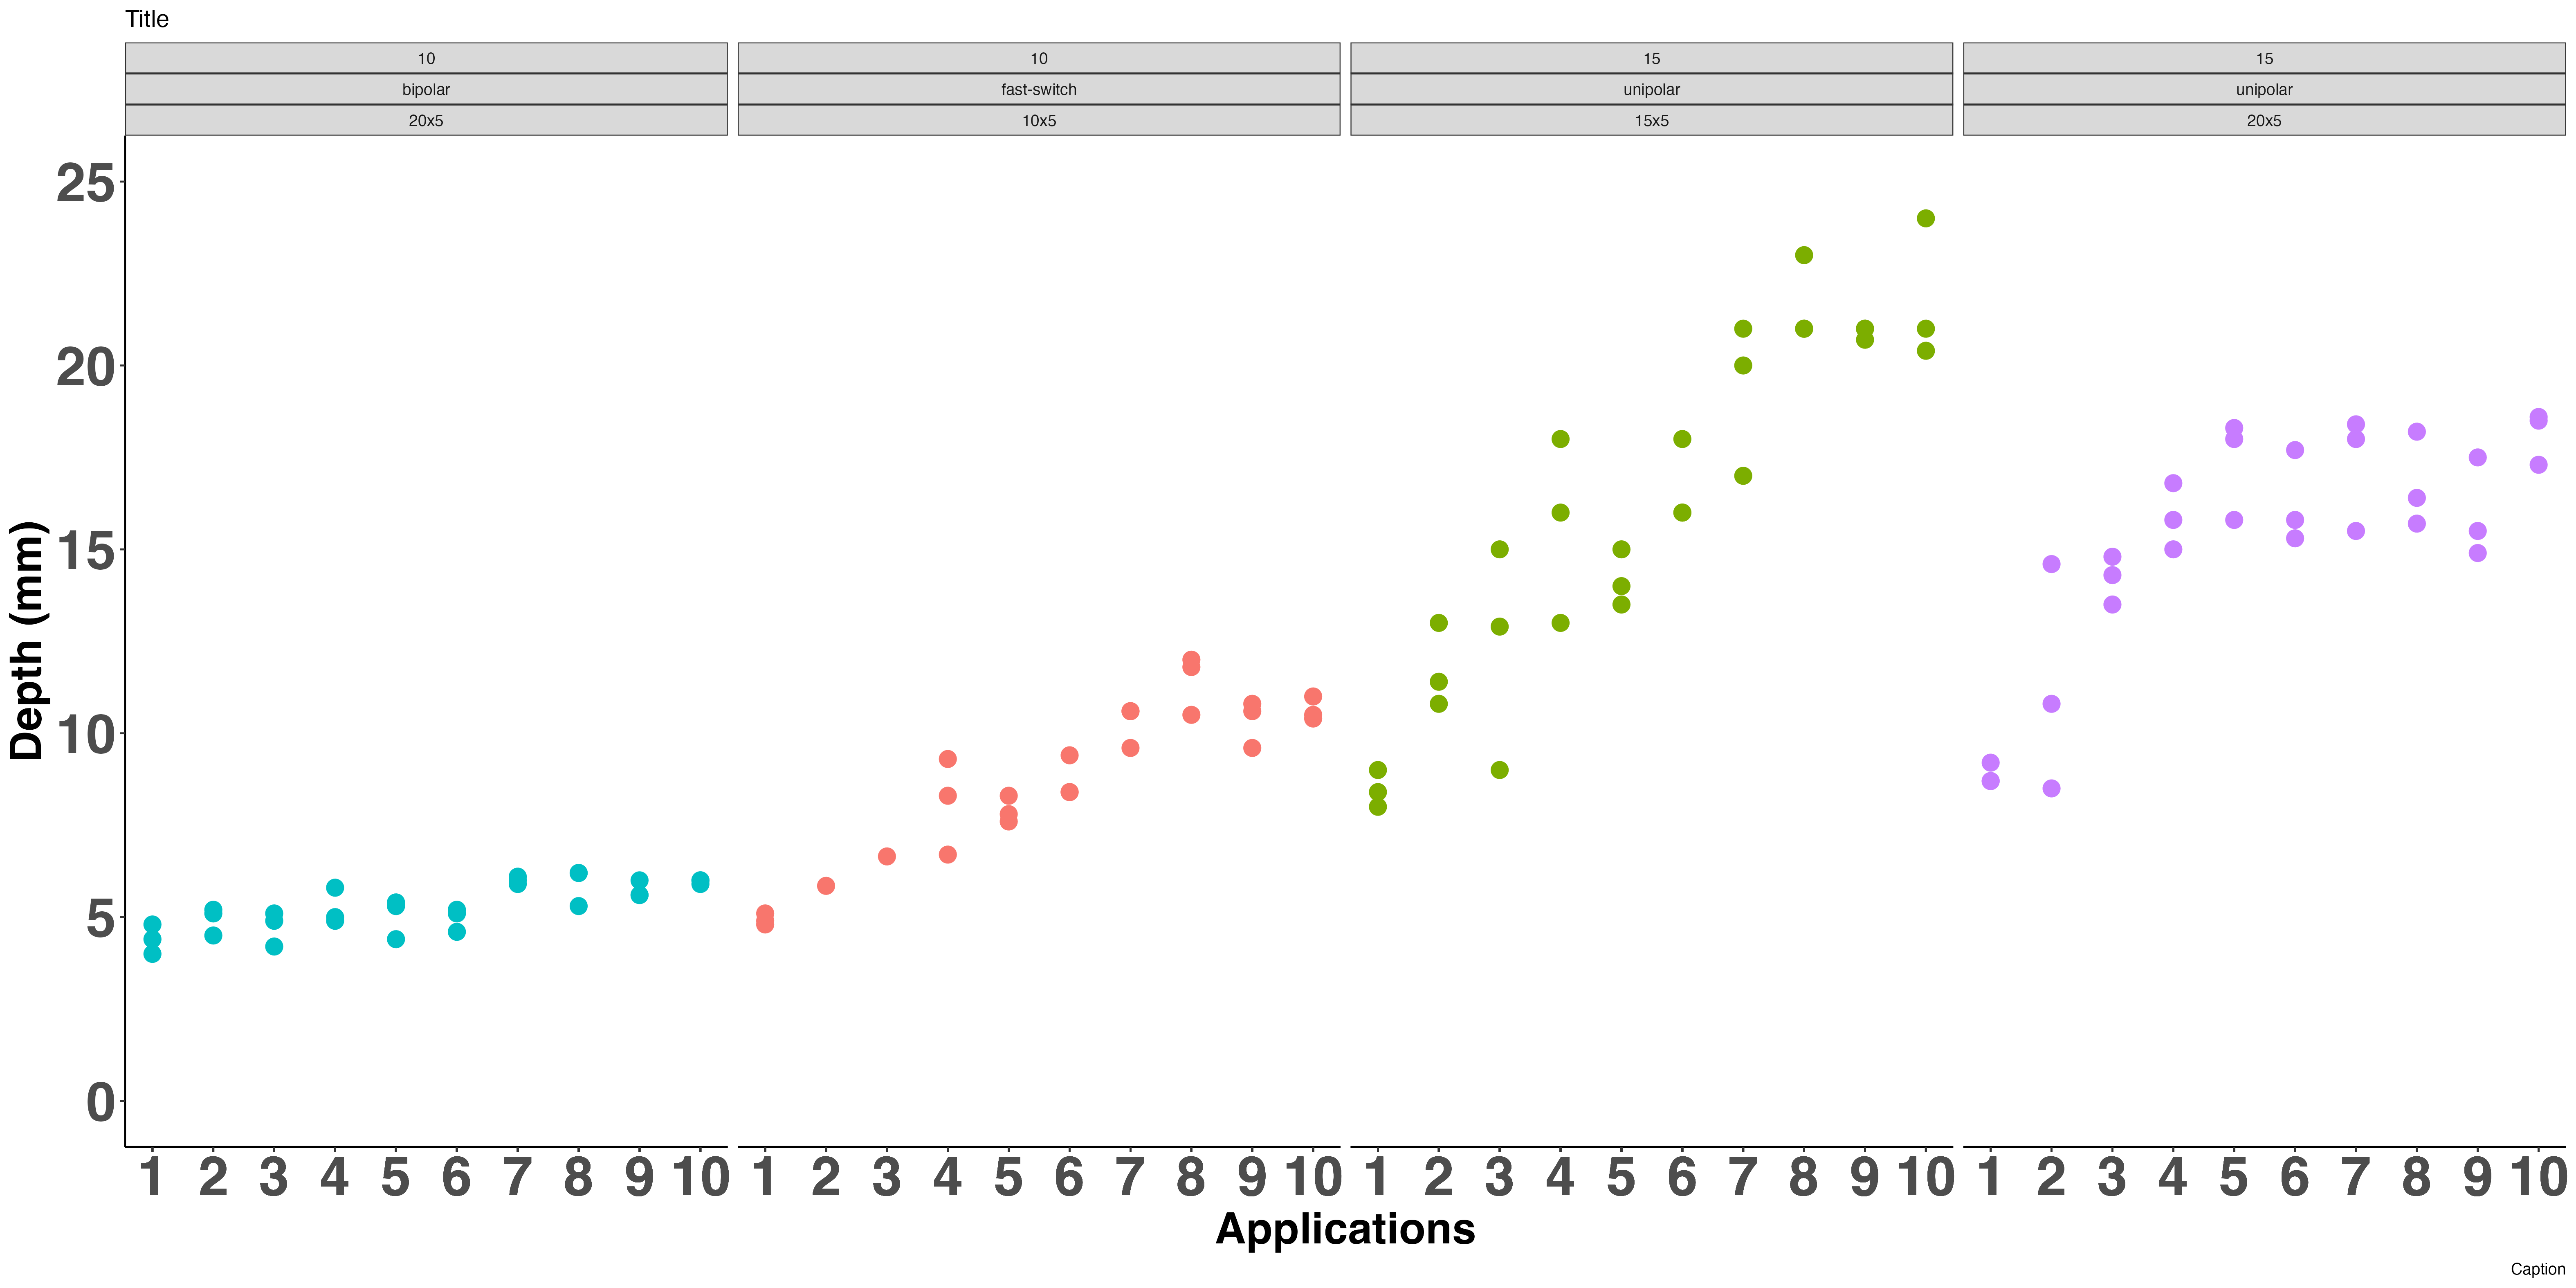 Title
10 10 15 15
bipolar fast-switch unipolar unipolar
20x5 10x5 15x5 20x5
25
20
15
10
5
0
Depth (mm)
1 2 3 4 5 6 7 8 9 10 1 2 3 4 5 6 7 8 9 10 1 2 3 4 5 6 7 8 9 10 1 2 3 4 5 6 7 8 9 10
Applications
Caption